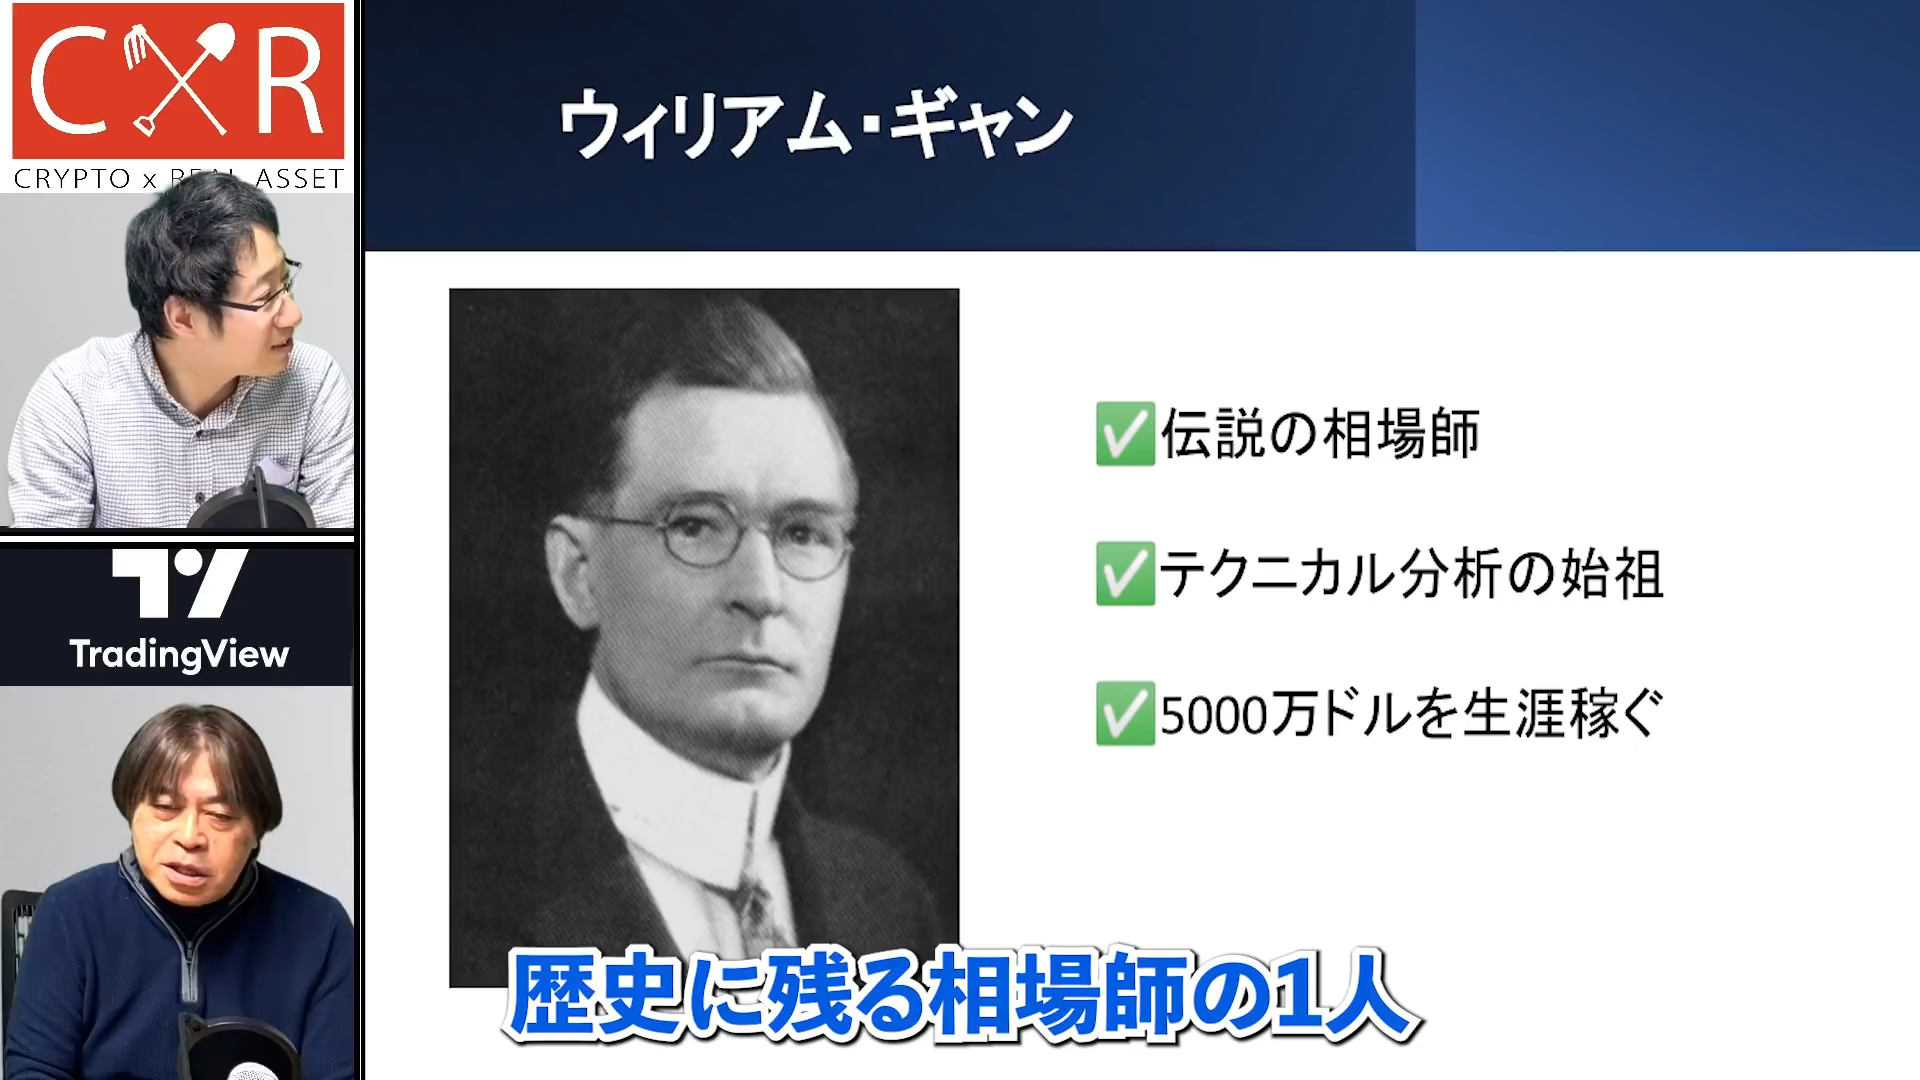 CXR
CRYPTO x REAL ASSET
ウィリアム・ギャン
✅伝説の相場師
✅テクニカル分析の始祖
✅5000万ドルを生涯稼ぐ
TradingView
歴史に残る相場師の1人